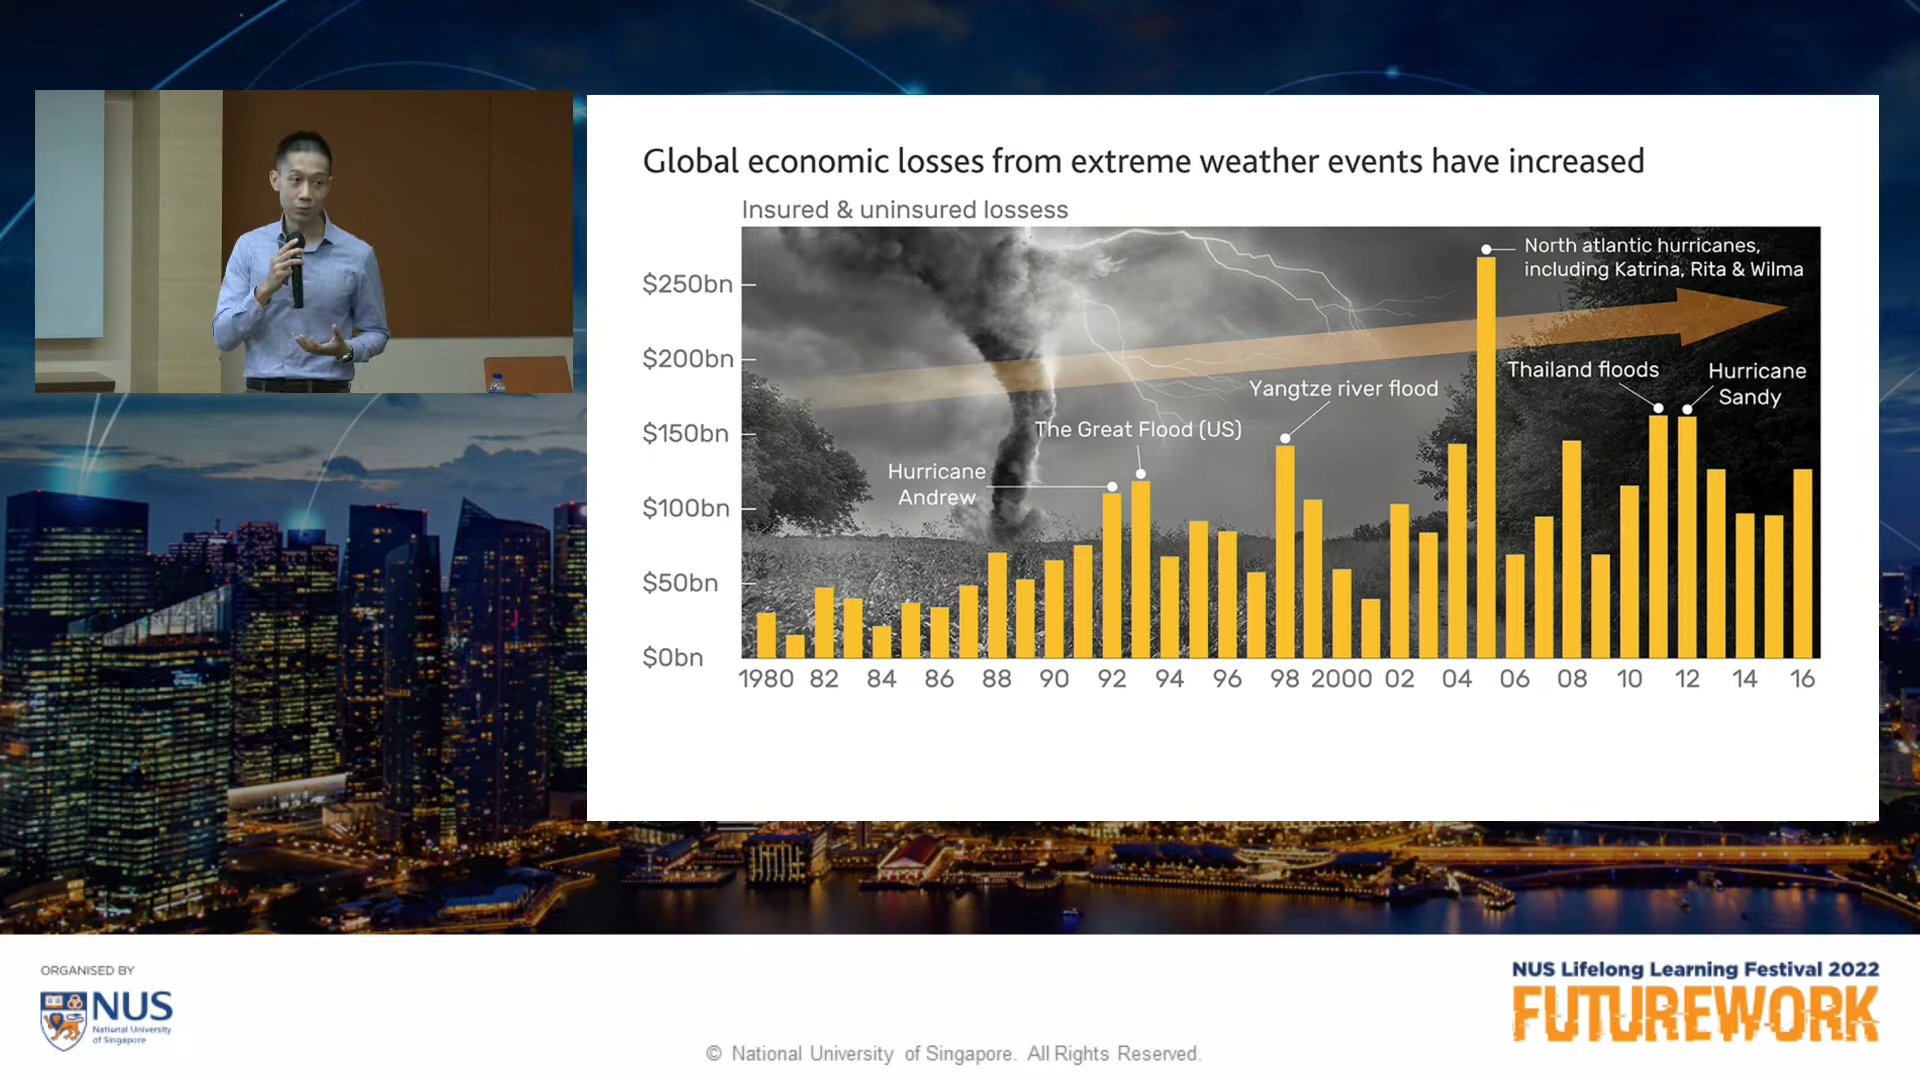 Global economic losses from extreme weather events have increased
Insured & uninsured lossess
$250bn
$200bn
$150bn
$100bn
$50bn
$0bn
North atlantic hurricanes,
including Katrina, Rita & Wilma
Thailand floods
Hurricane
Sandy
Yangtze river flood
The Great Flood (US)
Hurricane
Andrew
1980 82 84 86 88 90 92 94 96 98 2000 02 04 06 08 10 12 14 16
ORGANISED BY
NUS
National University
of Singapore
NUS Lifelong Learning Festival 2022
FUTUREWORK
© National University of Singapore. All Rights Reserved.